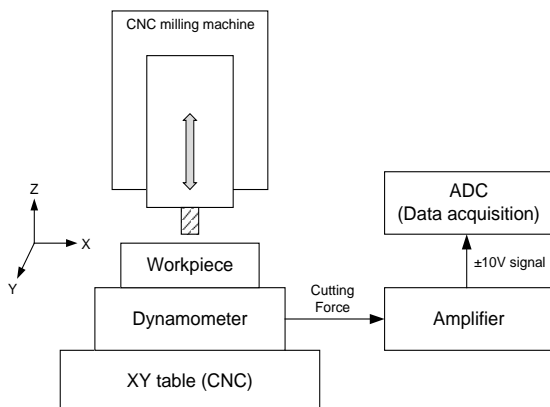 CNC milling machine
Z
X
Y
Workpiece
Dynamometer
XY table (CNC)
Cutting
Force
ADC
(Data acquisition)
±10V signal
Amplifier